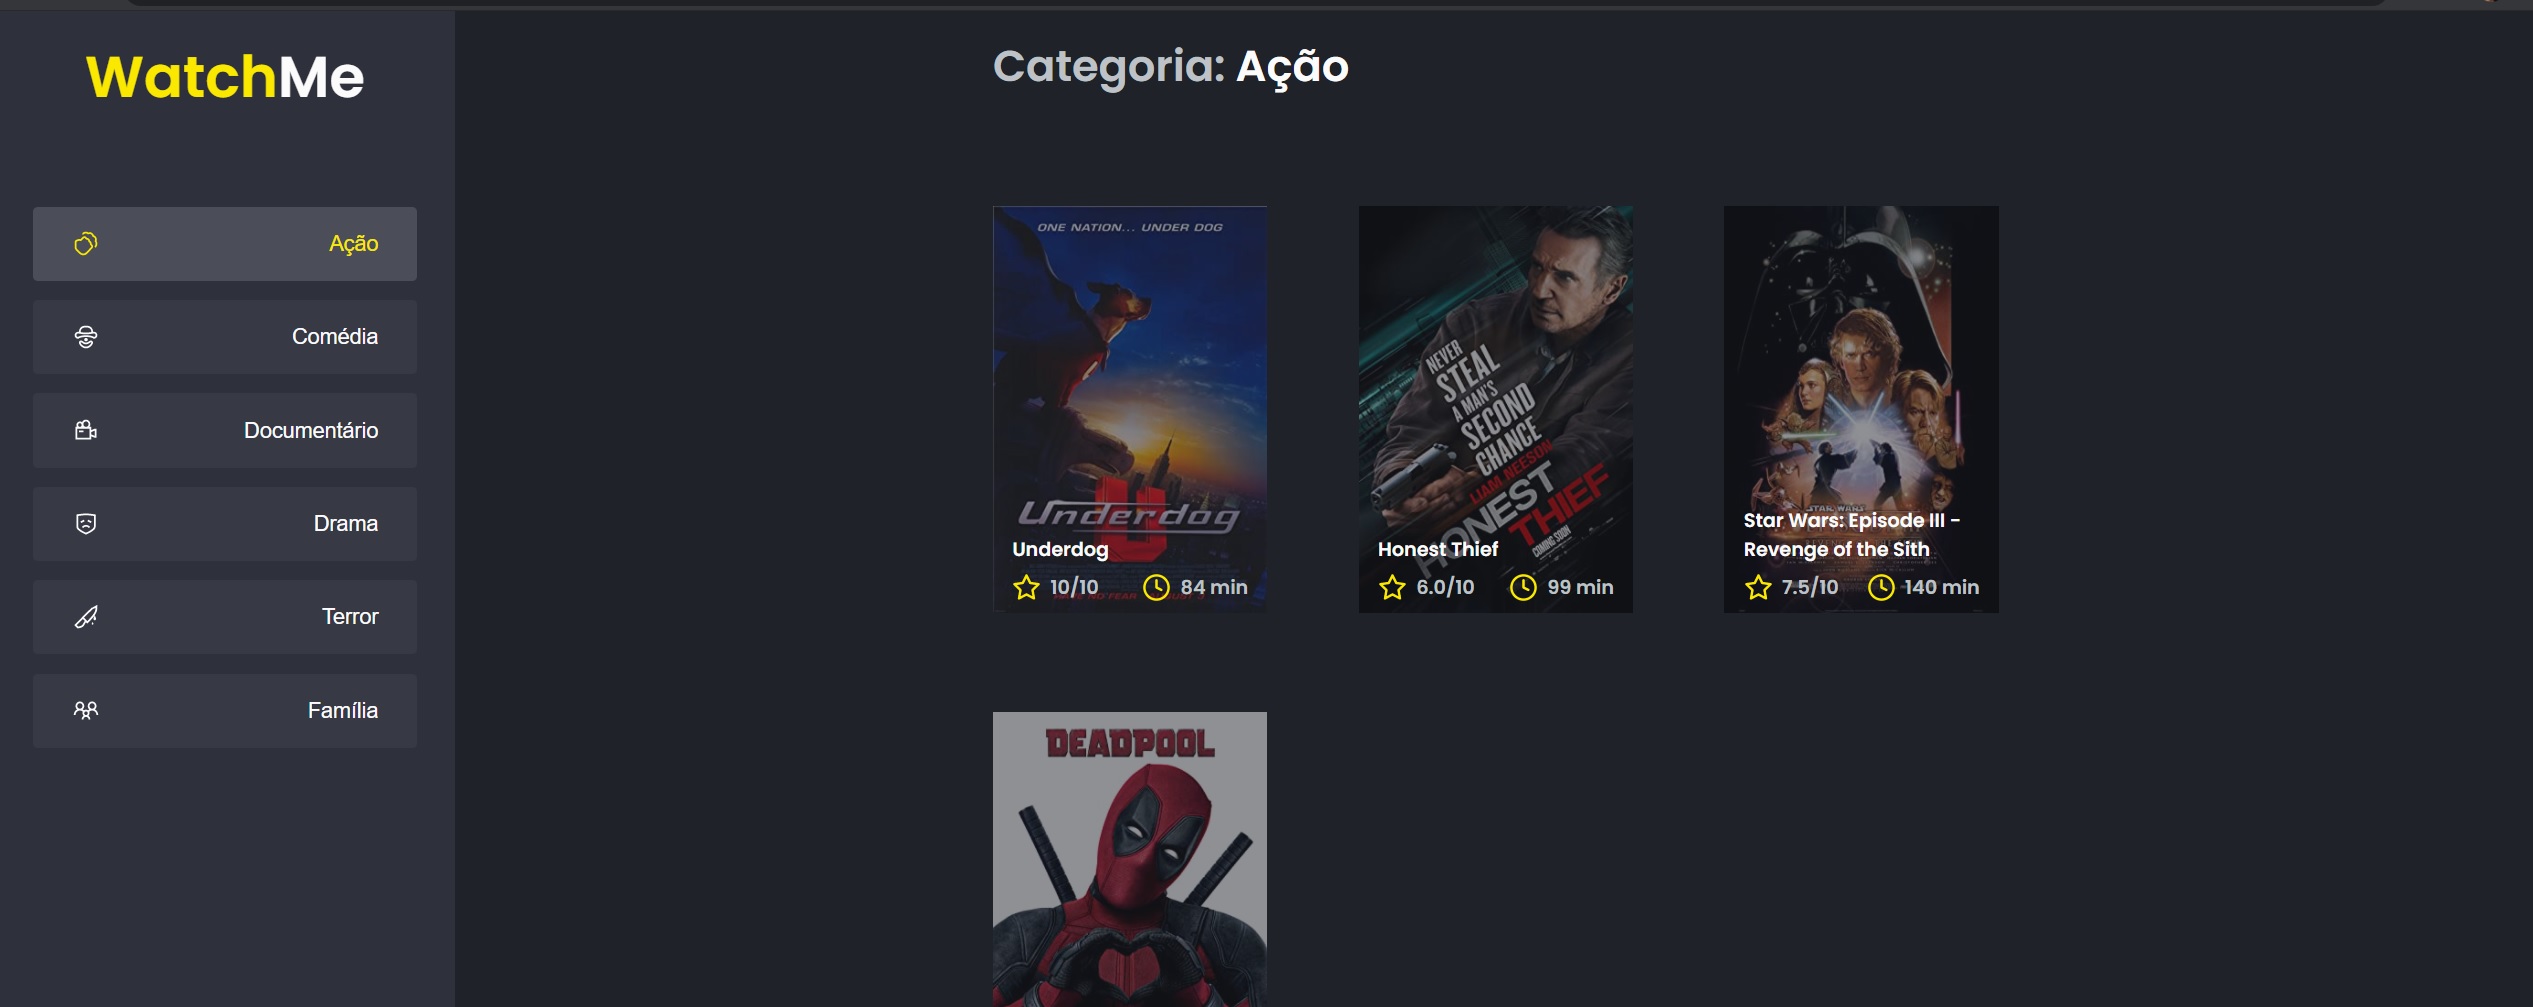 WatchMe
Categoria: Ação
Ação
Comédia
Documentário
Drama
Terror
Família
ONE NATION... UNDER DOG
Underdog
U
Underdog
10/10 84 min
NEVER
STEAL
A MAN'S
SECOND
CHANCE
LIAM NEESON
HONEST
THIEF
COMING SOON
Honest Thief
6.0/10 99 min
STAR WARS
Star Wars: Episode III -
Revenge of the Sith
7.5/10 140 min
DEADPOOL